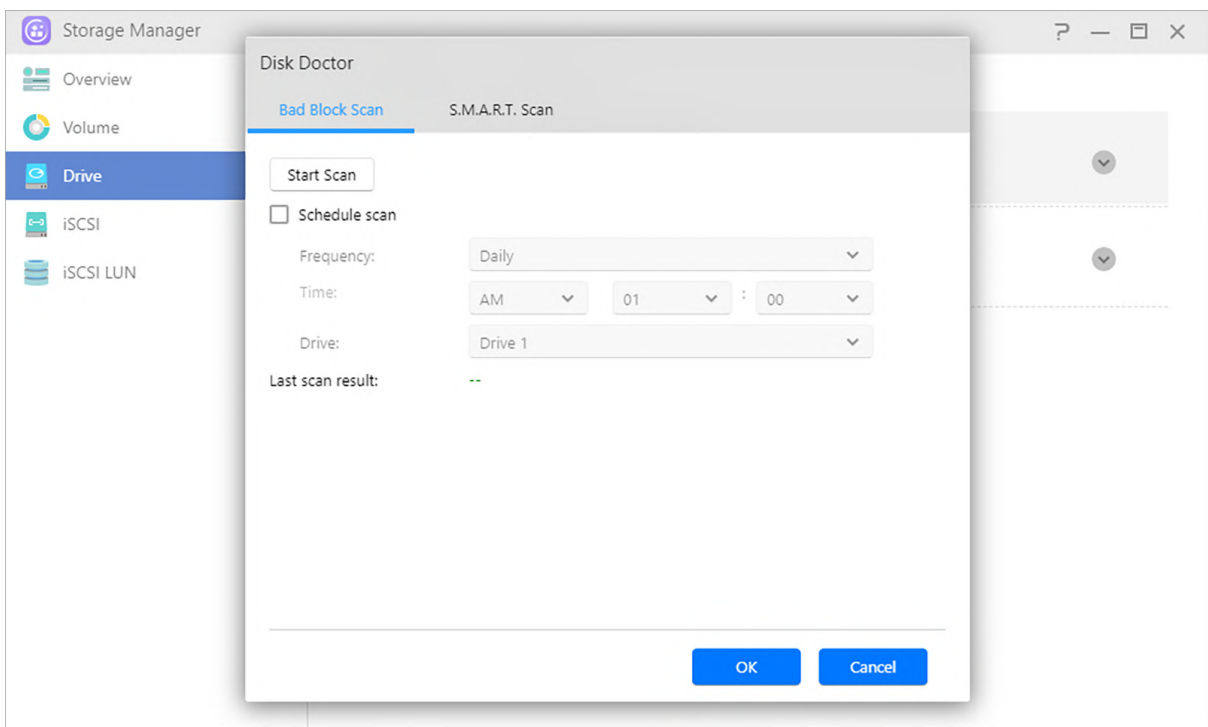 Storage Manager
Overview
Volume
Drive
iSCSI
iSCSI LUN
Disk Doctor
Bad Block Scan S.M.A.R.T. Scan
Start Scan
Schedule scan
Frequency: Daily
Time: AM 01 : 00
Drive: Drive 1
Last scan result: --
OK Cancel